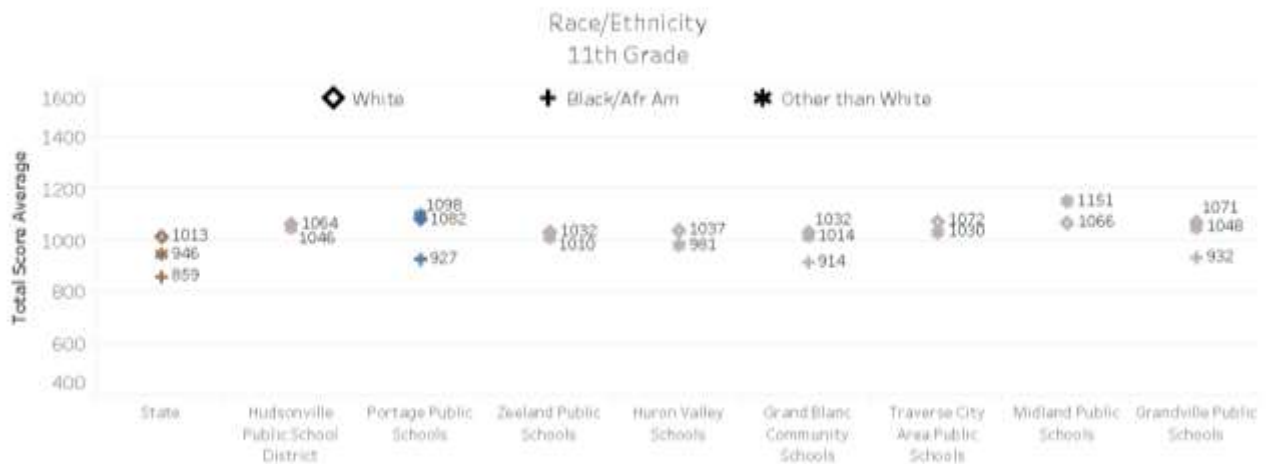 Race/Ethnicity
11th Grade
White
Black/Afr Am
Other than White
Total Score Average
1600
1400
1200
1000
800
600
400
1013
946
859
1064
1046
1098
1082
927
1032
1010
1037
981
1032
1014
914
1072
1030
1151
1066
1071
1048
932
State
Hudsonville
Public School
District
Portage Public
Schools
Zeeland Public
Schools
Huron Valley
Schools
Grand Blanc
Community
Schools
Traverse City
Area Public
Schools
Midland Public
Schools
Grandville Public
Schools